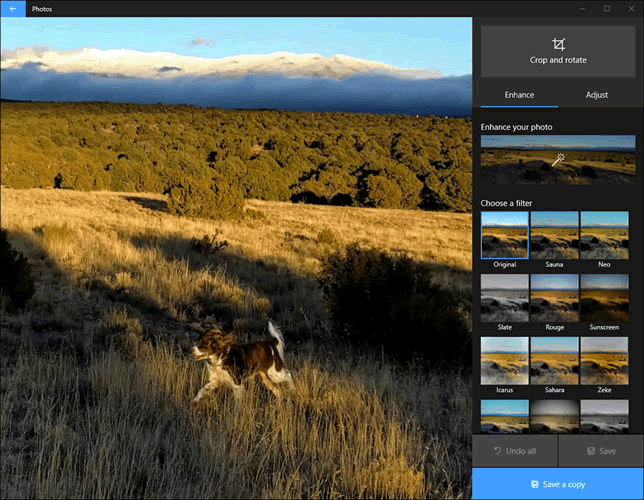 Photos
Crop and rotate
Enhance Adjust
Enhance your photo
Choose a filter
Original Sauna Neo
Slate Rouge Sunscreen
Icarus Sahara Zeke
Undo all Save
Save a copy